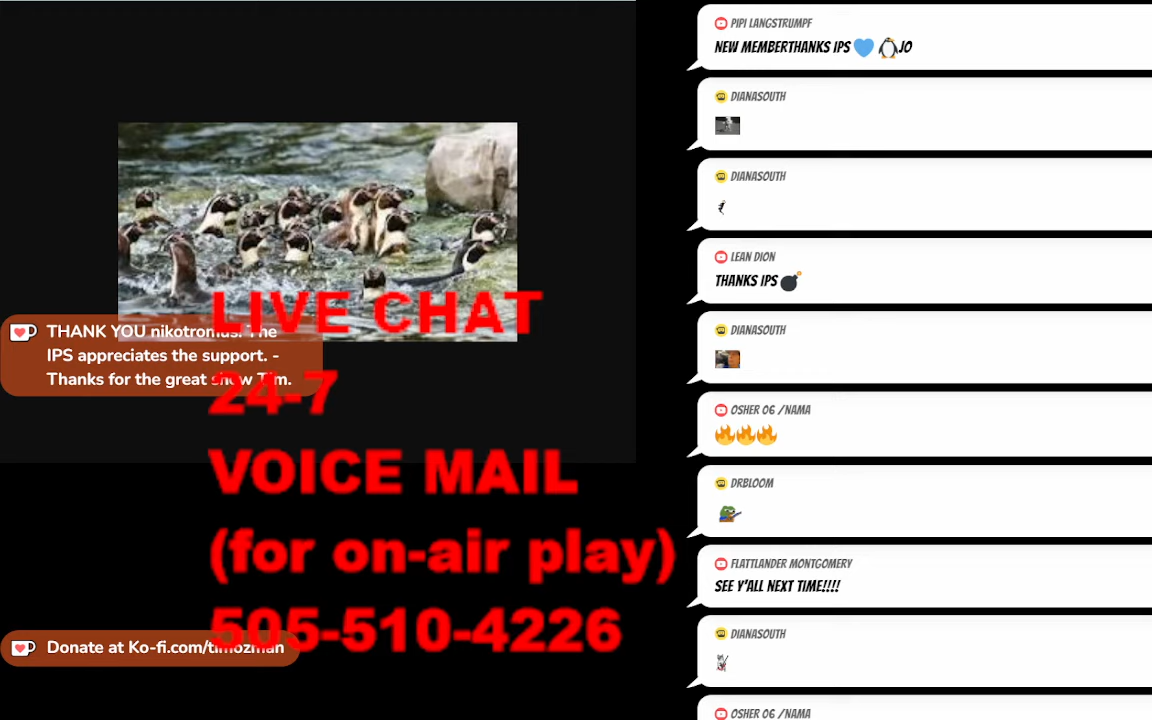 THANK YOU nikotromus. The
IPS appreciates the support. -
Thanks for the great show Tim.
LIVE CHAT
24-7
VOICE MAIL
(for on-air play)
505-510-4226
Donate at Ko-fi.com/timozman
PIPI LANGSTRUMPF
NEW MEMBERTHANKS IPS 💙 🐧JO
DIANASOUTH
DIANASOUTH
LEAN DION
THANKS IPS 💣
DIANASOUTH
OSHER 06 /NAMA
🔥🔥🔥
DRBLOOM
FLATTLANDER MONTGOMERY
SEE Y'ALL NEXT TIME!!!!
DIANASOUTH
OSHER 06 /NAMA